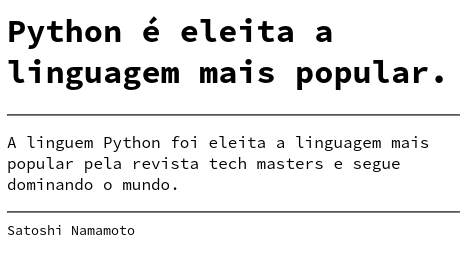 Python é eleita a
linguagem mais popular.
A linguem Python foi eleita a linguagem mais
popular pela revista tech masters e segue
dominando o mundo.
Satoshi Namamoto